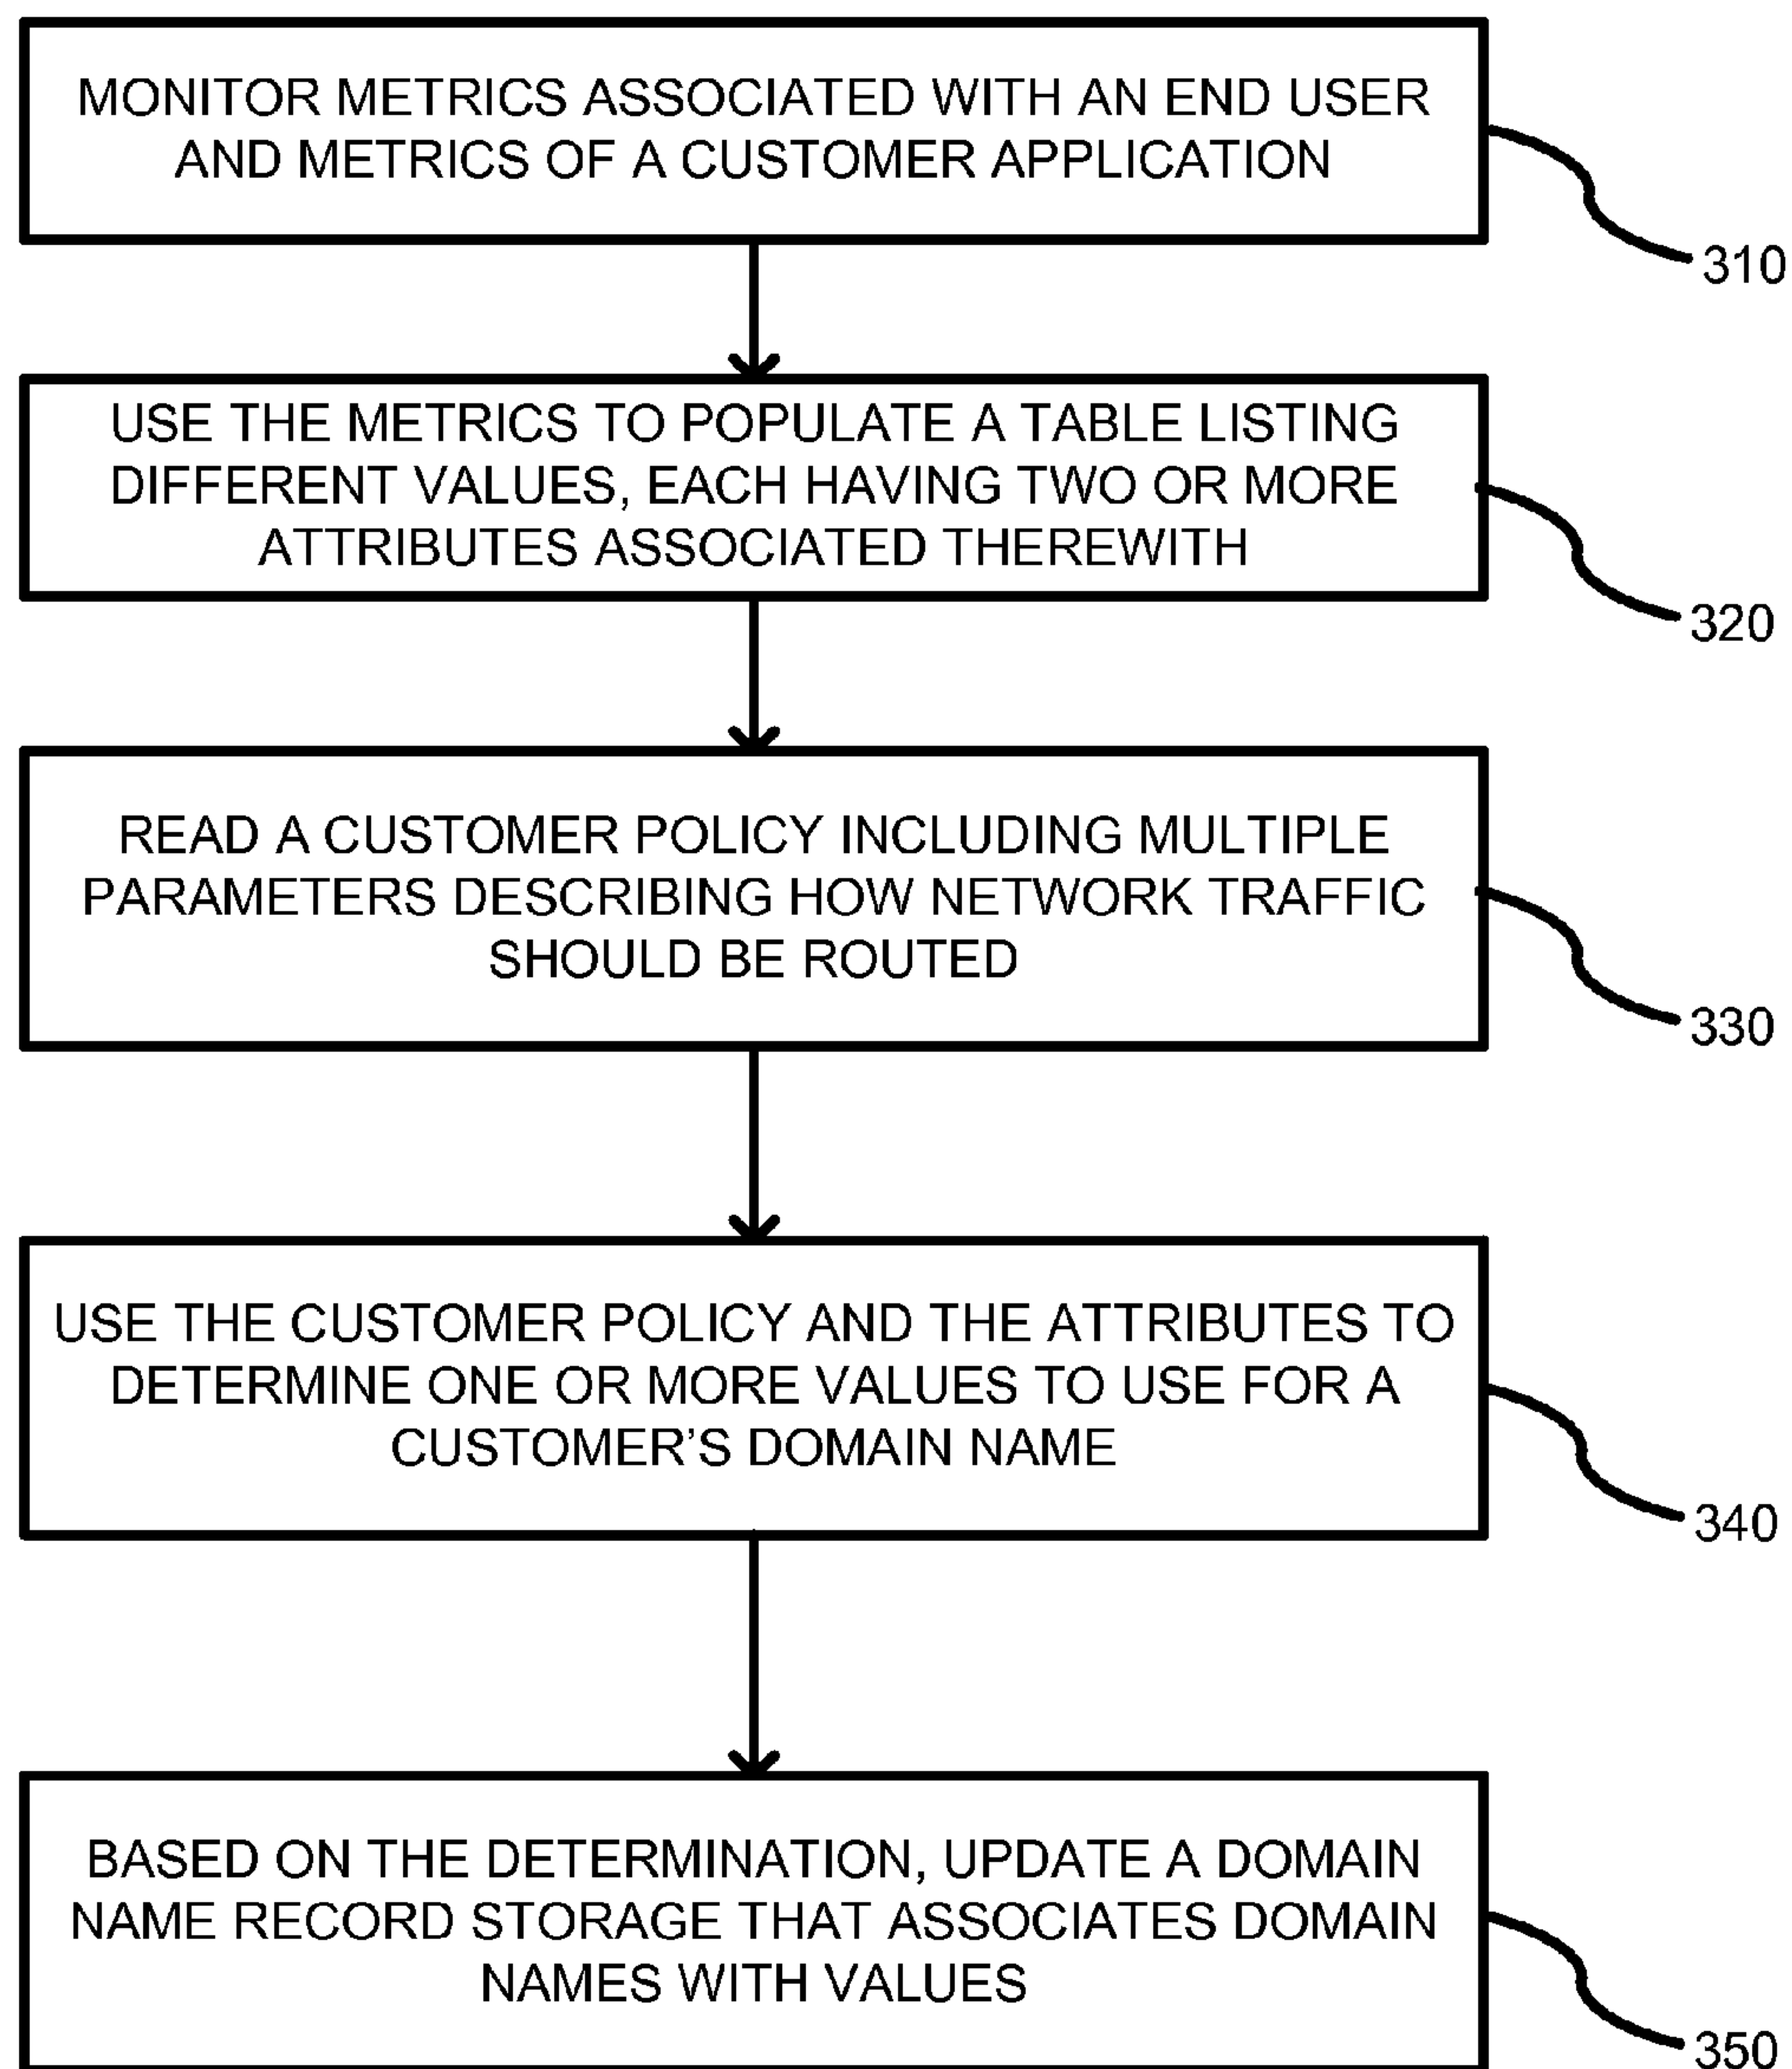 MONITOR METRICS ASSOCIATED WITH AN END USER
AND METRICS OF A CUSTOMER APPLICATION
310
USE THE METRICS TO POPULATE A TABLE LISTING
DIFFERENT VALUES, EACH HAVING TWO OR MORE
ATTRIBUTES ASSOCIATED THEREWITH
320
READ A CUSTOMER POLICY INCLUDING MULTIPLE
PARAMETERS DESCRIBING HOW NETWORK TRAFFIC
SHOULD BE ROUTED
330
USE THE CUSTOMER POLICY AND THE ATTRIBUTES TO
DETERMINE ONE OR MORE VALUES TO USE FOR A
CUSTOMER’S DOMAIN NAME
340
BASED ON THE DETERMINATION, UPDATE A DOMAIN
NAME RECORD STORAGE THAT ASSOCIATES DOMAIN
NAMES WITH VALUES
350